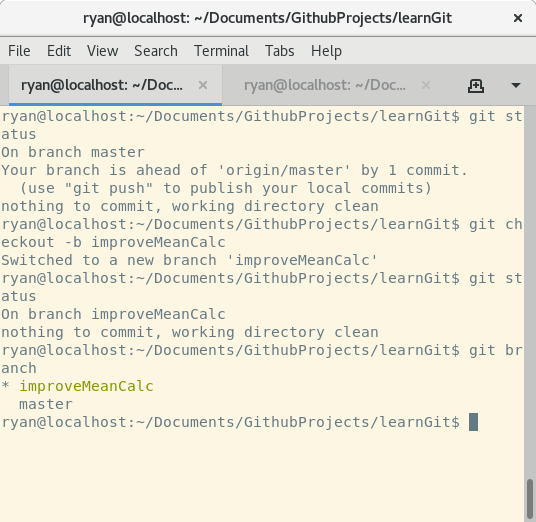 ryan@localhost: ~/Documents/GithubProjects/learnGit ×
File Edit View Search Terminal Tabs Help
ryan@localhost: ~/Doc... × ryan@localhost: ~/Doc... ×
ryan@localhost:~/Documents/GithubProjects/learnGit$ git st
atus
On branch master
Your branch is ahead of 'origin/master' by 1 commit.
  (use "git push" to publish your local commits)
nothing to commit, working directory clean
ryan@localhost:~/Documents/GithubProjects/learnGit$ git ch
eckout -b improveMeanCalc
Switched to a new branch 'improveMeanCalc'
ryan@localhost:~/Documents/GithubProjects/learnGit$ git st
atus
On branch improveMeanCalc
nothing to commit, working directory clean
ryan@localhost:~/Documents/GithubProjects/learnGit$ git br
anch
* improveMeanCalc
  master
ryan@localhost:~/Documents/GithubProjects/learnGit$